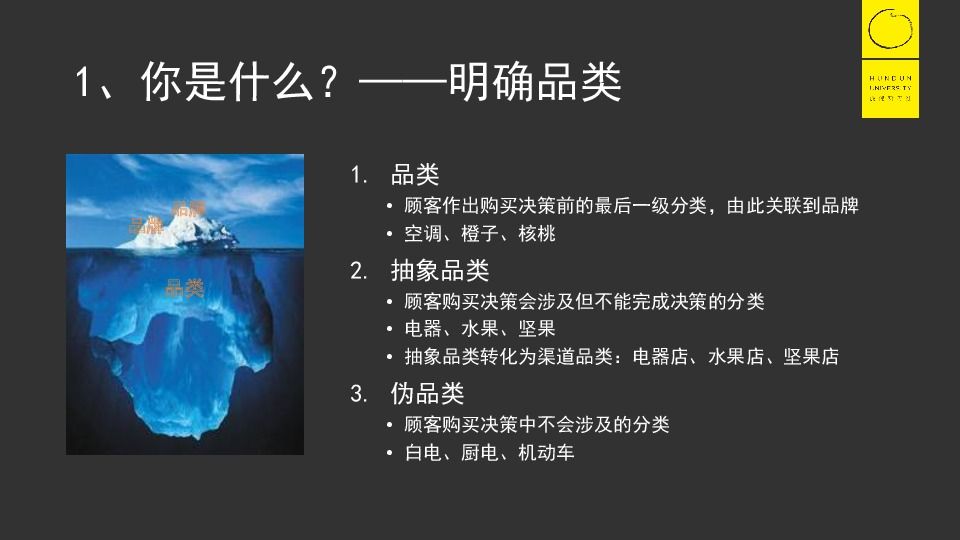 1、你是什么？——明确品类
HUNDUN
UNIVERSITY
品牌
品牌
品类
1. 品类
• 顾客作出购买决策前的最后一级分类，由此关联到品牌
• 空调、橙子、核桃
2. 抽象品类
• 顾客购买决策会涉及但不能完成决策的分类
• 电器、水果、坚果
• 抽象品类转化为渠道品类：电器店、水果店、坚果店
3. 伪品类
• 顾客购买决策中不会涉及的分类
• 白电、厨电、机动车